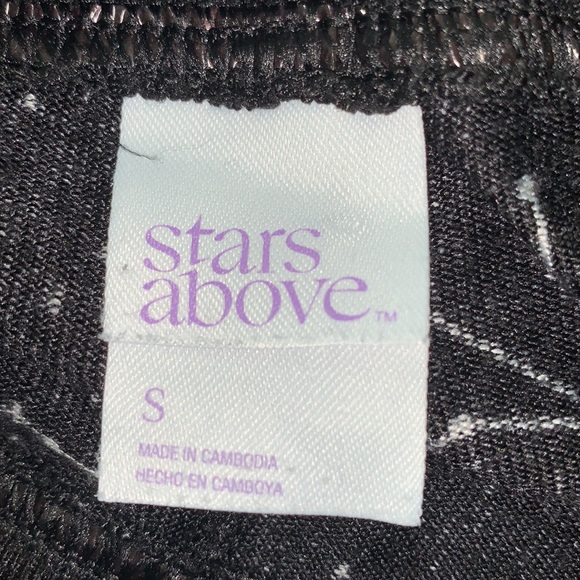 stars
above™
S
MADE IN CAMBODIA
HECHO EN CAMBOYA